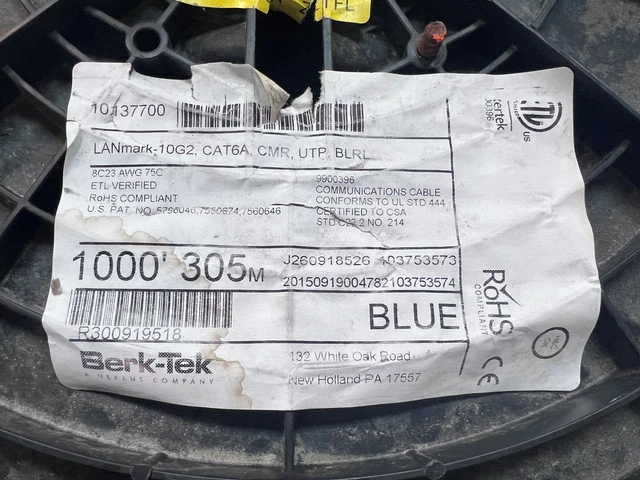 TFL
10137700
LANmark-10G2, CAT6A, CMR, UTP, BLRL
8C23 AWG 75C
ETL VERIFIED
RoHS COMPLIANT
U.S. PAT. NO. 5796046,7550674,7560646
9900396
COMMUNICATIONS CABLE
CONFORMS TO UL STD 444
CERTIFIED TO CSA
STD C22.2 NO. 214
1000' 305M
J260918526 103753573
20150919004782103753574
R300919518
BLUE
Berk-Tek
A NEXANS COMPANY
132 White Oak Road
New Holland PA 17557
ETL
US
RoHS
COMPLIANT
CE